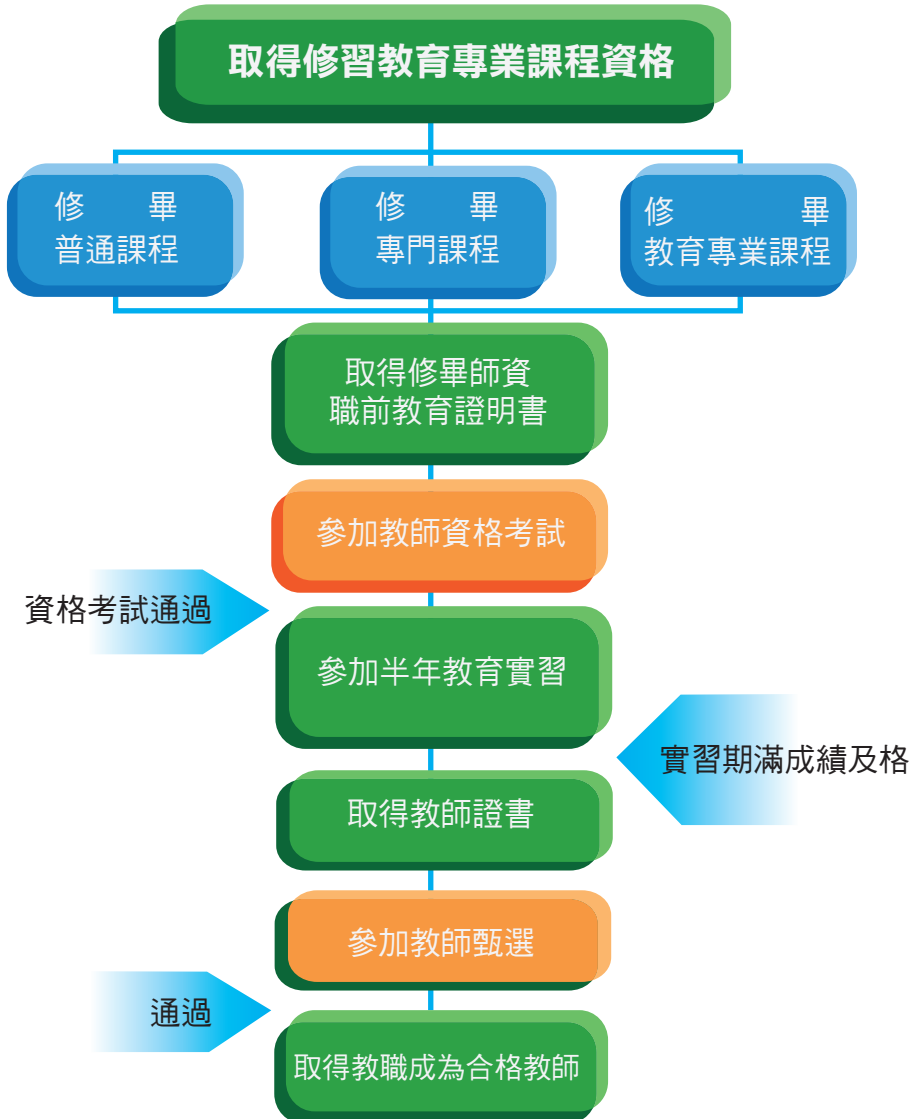 取得修習教育專業課程資格
修 畢
普通課程
修 畢
專門課程
修 畢
教育專業課程
取得修畢師資
職前教育證明書
參加教師資格考試
資格考試通過
參加半年教育實習
實習期滿成績及格
取得教師證書
參加教師甄選
通過
取得教職成為合格教師